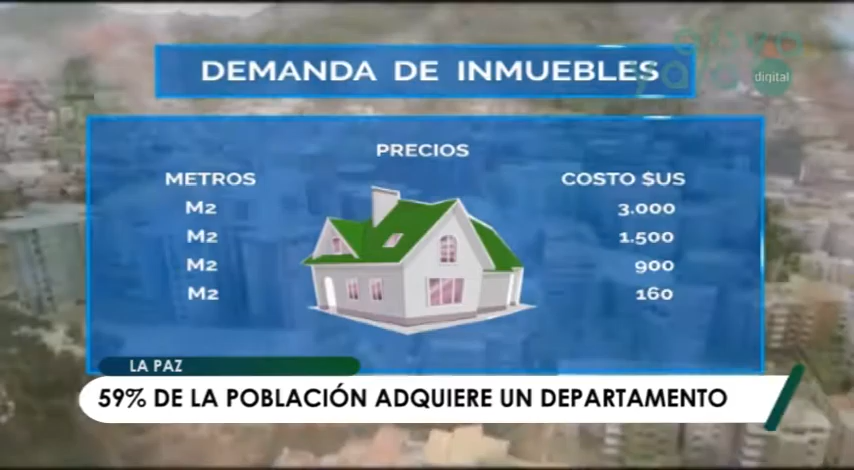 DEMANDA DE INMUEBLES
digital
PRECIOS
METROS COSTO $US
M2 3.000
M2 1.500
M2 900
M2 160
LA PAZ
59% DE LA POBLACIÓN ADQUIERE UN DEPARTAMENTO